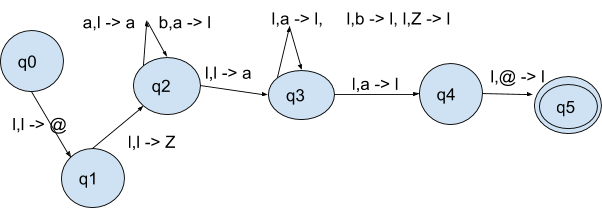 a,l -> a b,a -> l
l,a -> l, l,b -> l, l,Z -> l
q0
q2
l,l -> a
q3
l,a -> l
q4
l,@ -> l
q5
l,l -> @
l,l -> Z
q1